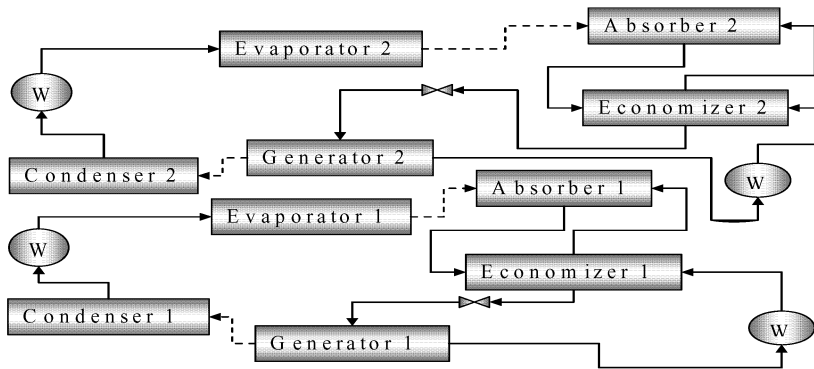 Absorber 2
Evaporator 2
W
Economizer 2
Generator 2
Condenser 2
W
Absorber 1
Evaporator 1
W
Economizer 1
Condenser 1
W
Generator 1